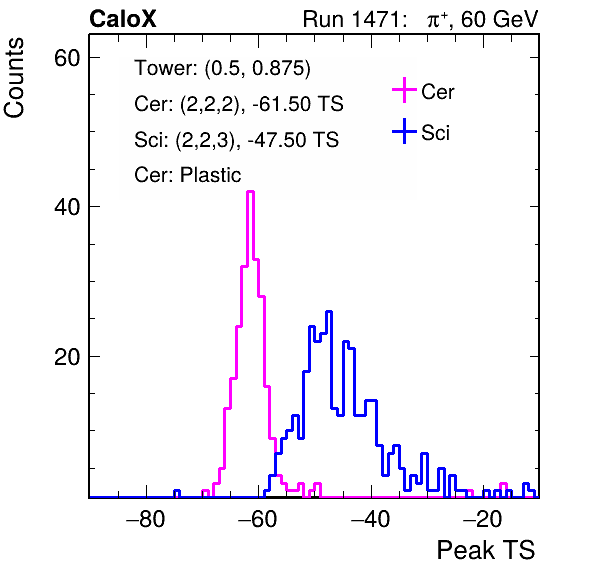 CaloX Run 1471: π⁺, 60 GeV
Counts
60
40
20
Tower: (0.5, 0.875)
Cer: (2,2,2), -61.50 TS
Sci: (2,2,3), -47.50 TS
Cer: Plastic
Cer
Sci
−80 −60 −40 −20
Peak TS